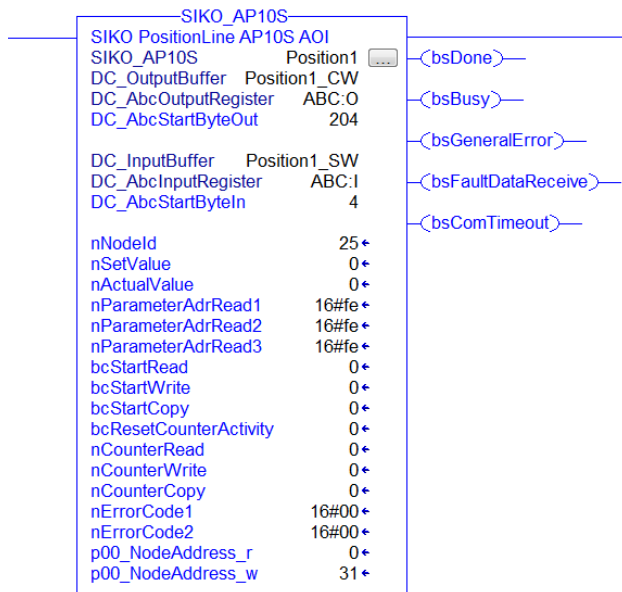 SIKO_AP10S
SIKO PositionLine AP10S AOI
SIKO_AP10S Position1 ... bsDone
DC_OutputBuffer Position1_CW
DC_AbcOutputRegister ABC:O bsBusy
DC_AbcStartByteOut 204
bsGeneralError
DC_InputBuffer Position1_SW
DC_AbcInputRegister ABC:I bsFaultDataReceive
DC_AbcStartByteIn 4
bsComTimeout
nNodeId 25
nSetValue 0
nActualValue 0
nParameterAdrRead1 16#fe
nParameterAdrRead2 16#fe
nParameterAdrRead3 16#fe
bcStartRead 0
bcStartWrite 0
bcStartCopy 0
bcResetCounterActivity 0
nCounterRead 0
nCounterWrite 0
nCounterCopy 0
nErrorCode1 16#00
nErrorCode2 16#00
p00_NodeAddress_r 0
p00_NodeAddress_w 31